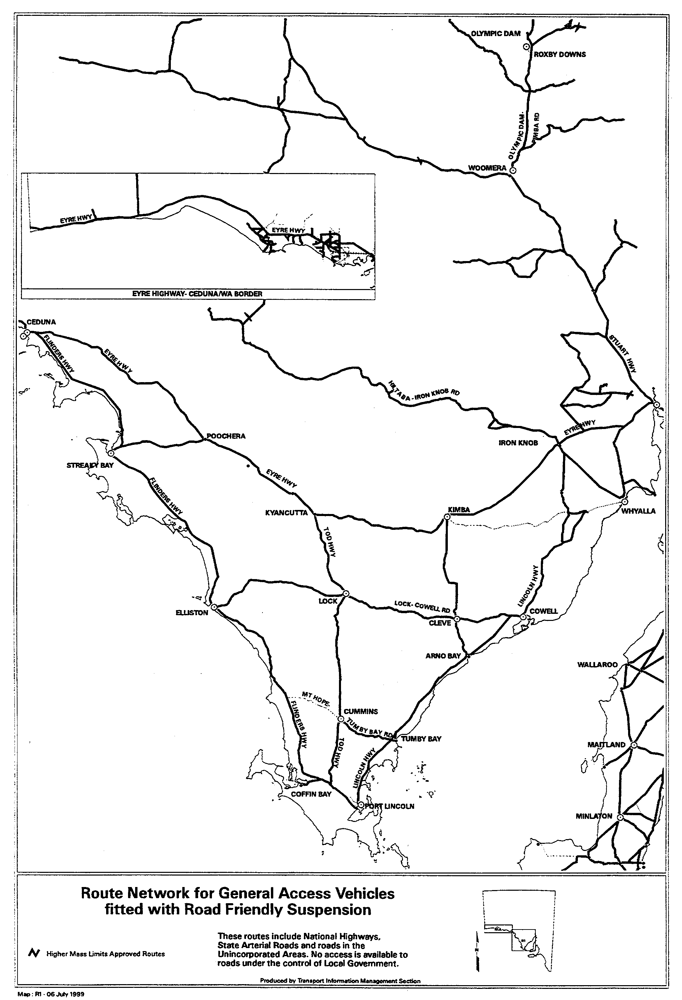 OLYMPIC DAM
ROXBY DOWNS
OLYMPIC DAM-
PIMBA RD
WOOMERA
EYRE HWY
EYRE HWY
EYRE HIGHWAY- CEDUNA/WA BORDER
CEDUNA
FLINDERS HWY
EYRE HWY
STUART HWY
HILTABA-IRON KNOB RD
POOCHERA
EYRE HWY
IRON KNOB
STREAKY BAY
EYRE HWY
FLINDERS HWY
KYANCUTTA
KIMBA
WHYALLA
TOD HWY
LINCOLN HWY
LOCK
LOCK-COWELL RD
COWELL
ELLISTON
CLEVE
ARNO BAY
WALLAROO
MT HOPE-
CUMMINS
TUMBY BAY RD
FLINDERS HWY
TUMBY BAY
TOD HWY
MAITLAND
LINCOLN HWY
COFFIN BAY
PORT LINCOLN
MINLATON
Route Network for General Access Vehicles
fitted with Road Friendly Suspension
These routes include National Highways,
State Arterial Roads and roads in the
Unincorporated Areas. No access is available to
roads under the control of Local Government.
Higher Mass Limits Approved Routes
R1A
R1
N
Produced by Transport Information Management Section
Map : R1 - 06 July 1999